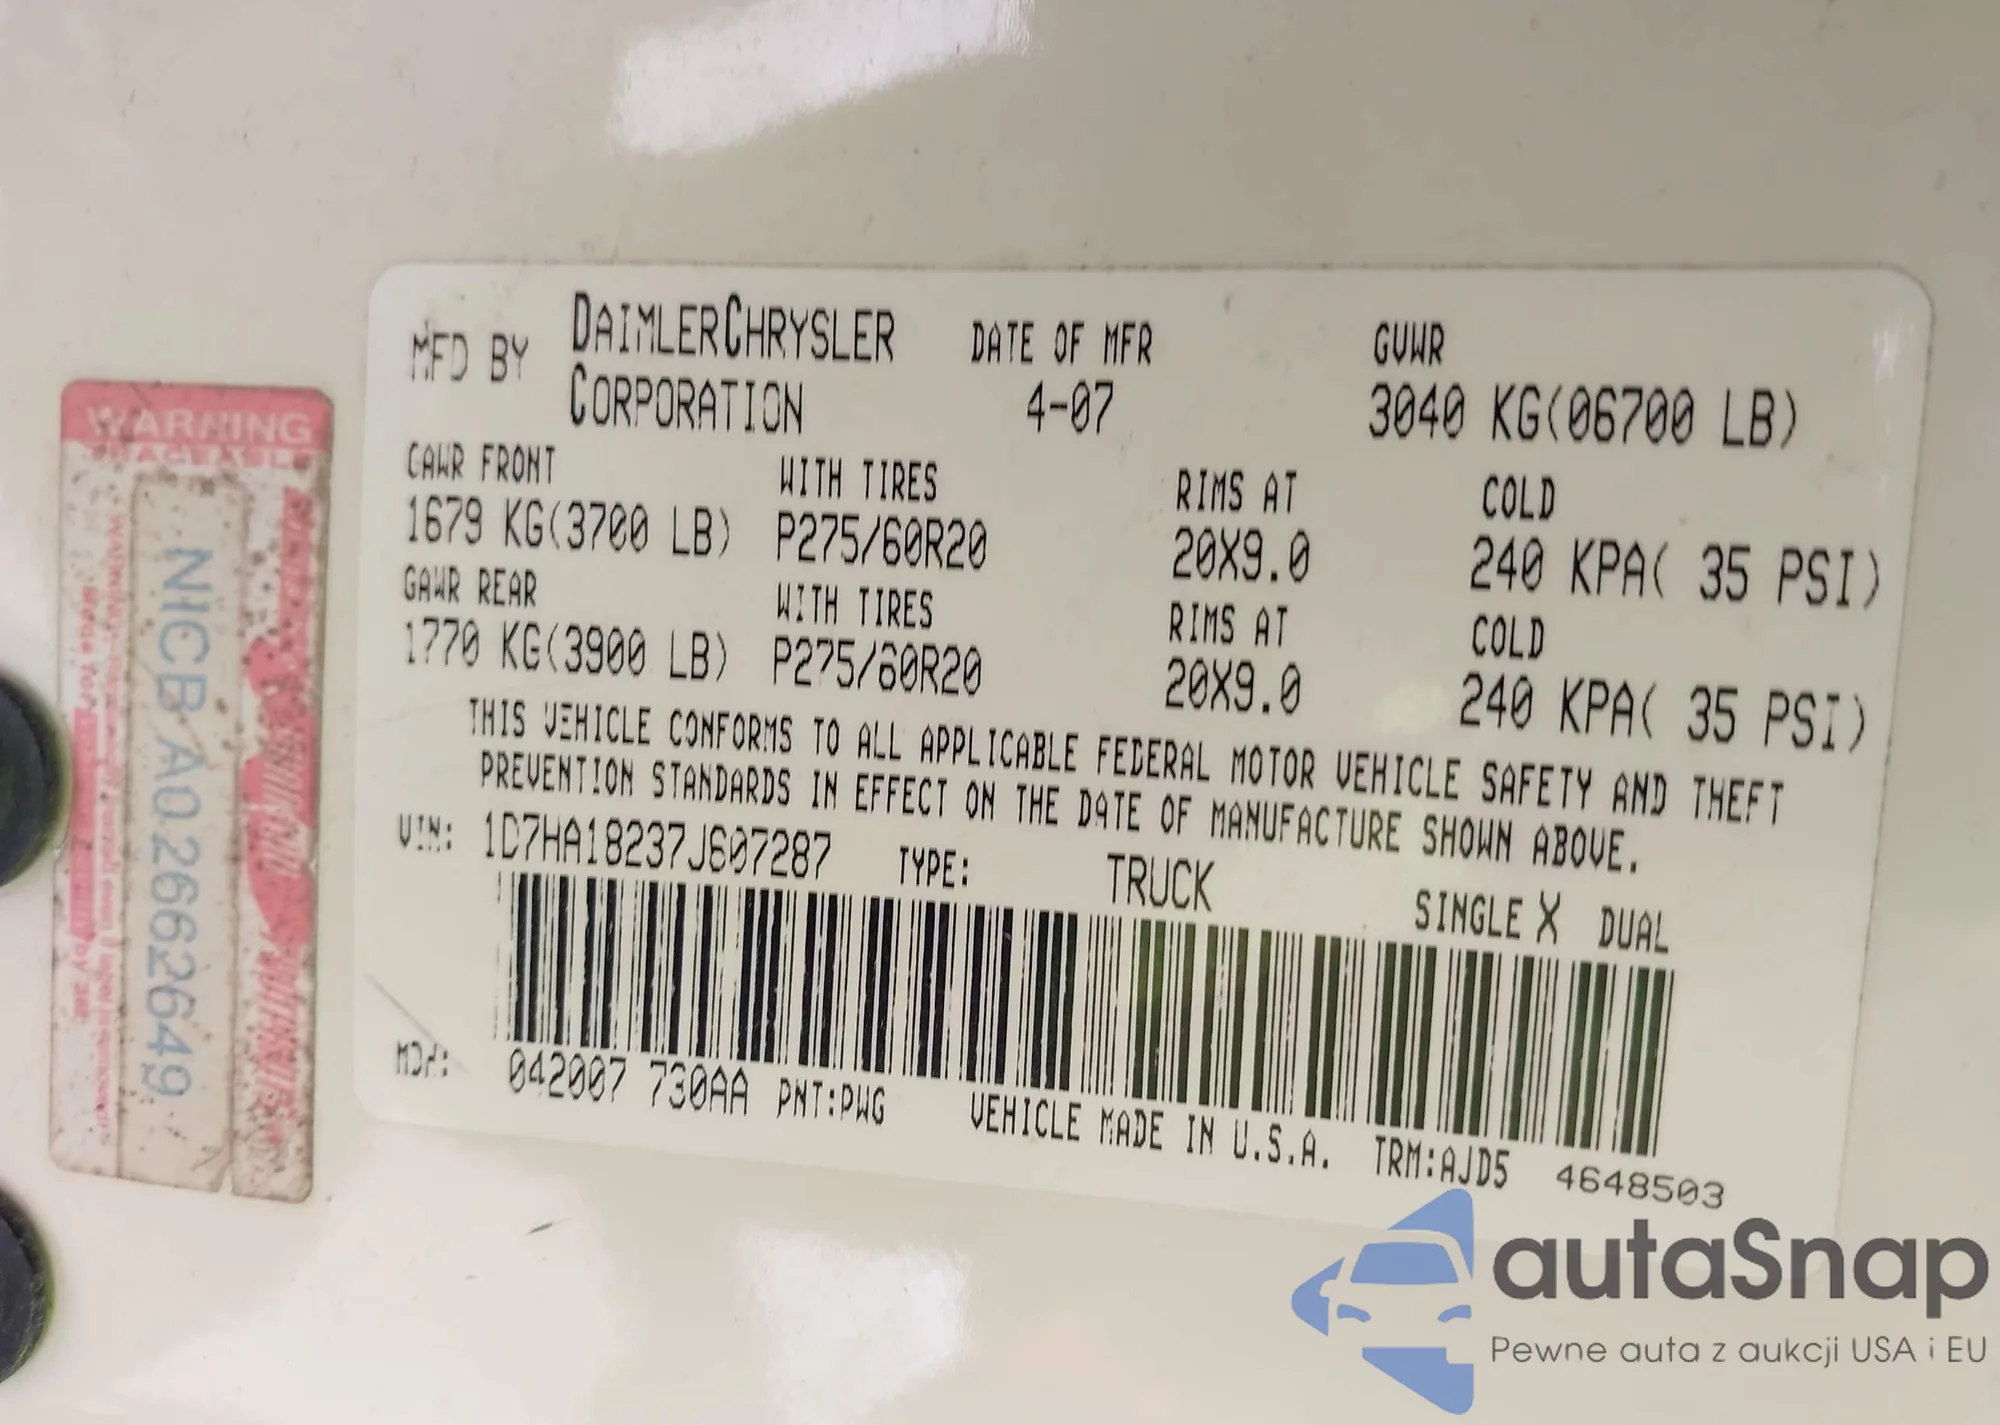 MFD BY DAIMLERCHRYSLER CORPORATION DATE OF MFR 4-07 GVWR 3040 KG(06700 LB)
GAWR FRONT WITH TIRES RIMS AT COLD
1679 KG(3700 LB) P275/60R20 20X9.0 240 KPA( 35 PSI)
GAWR REAR WITH TIRES RIMS AT COLD
1770 KG(3900 LB) P275/60R20 20X9.0 240 KPA( 35 PSI)
THIS VEHICLE CONFORMS TO ALL APPLICABLE FEDERAL MOTOR VEHICLE SAFETY AND THEFT
PREVENTION STANDARDS IN EFFECT ON THE DATE OF MANUFACTURE SHOWN ABOVE.
VIN: 1D7HA18237J607287 TYPE: TRUCK SINGLE X DUAL
MDH: 042007 730AA PNT:PWG VEHICLE MADE IN U.S.A. TRM:AJD5 4648503
WARNING
NICB A02662649
autaSnap
Pewne auta z aukcji USA i EU